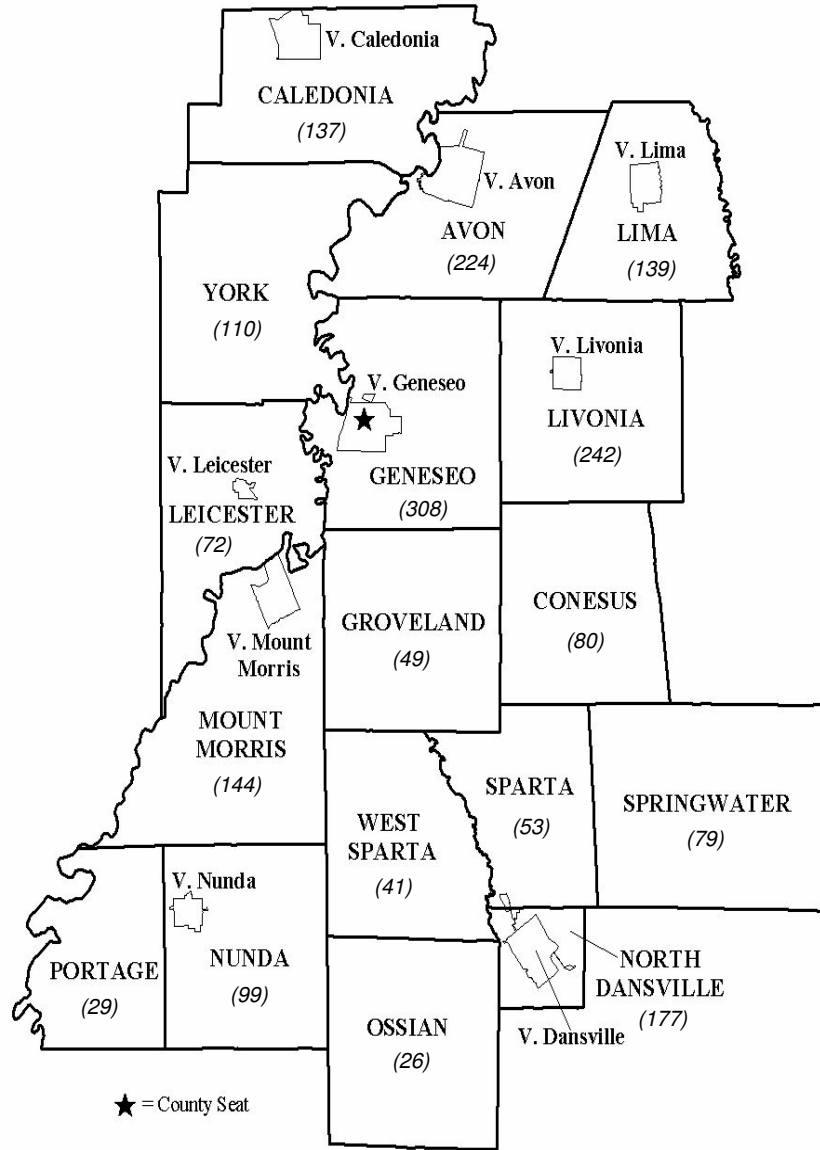 V. Caledonia
CALEDONIA
(137)
V. Avon
AVON
(224)
V. Lima
LIMA
(139)
YORK
(110)
V. Geneseo
GENESEO
(308)
V. Livonia
LIVONIA
(242)
V. Leicester
LEICESTER
(72)
V. Mount
Morris
MOUNT
MORRIS
(144)
GROVELAND
(49)
CONESUS
(80)
WEST
SPARTA
(41)
SPARTA
(53)
SPRINGWATER
(79)
V. Nunda
NUNDA
(99)
PORTAGE
(29)
OSSIAN
(26)
NORTH
DANSVILLE
(177)
V. Dansville
= County Seat